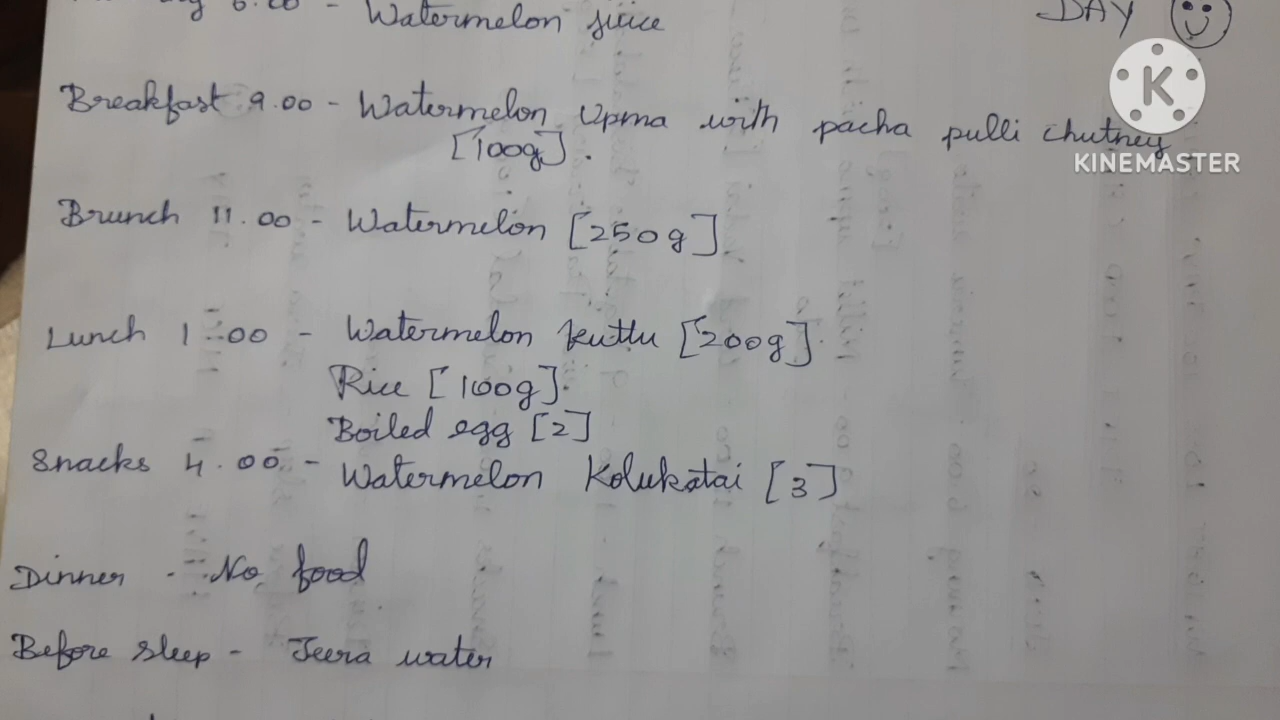 6.00 - Watermelon juice
DAY
Breakfast 9.00 - Watermelon Upma with pacha pulli chutney
[100g].
Brunch 11.00 - Watermelon [250g]
Lunch 1.00 - Watermelon kuttu [200g].
Rice [100g].
Boiled egg [2]
Snacks 4.00 - Watermelon Kolukatai [3]
Dinner - No food
Before sleep - Jeera water
K
KINEMASTER